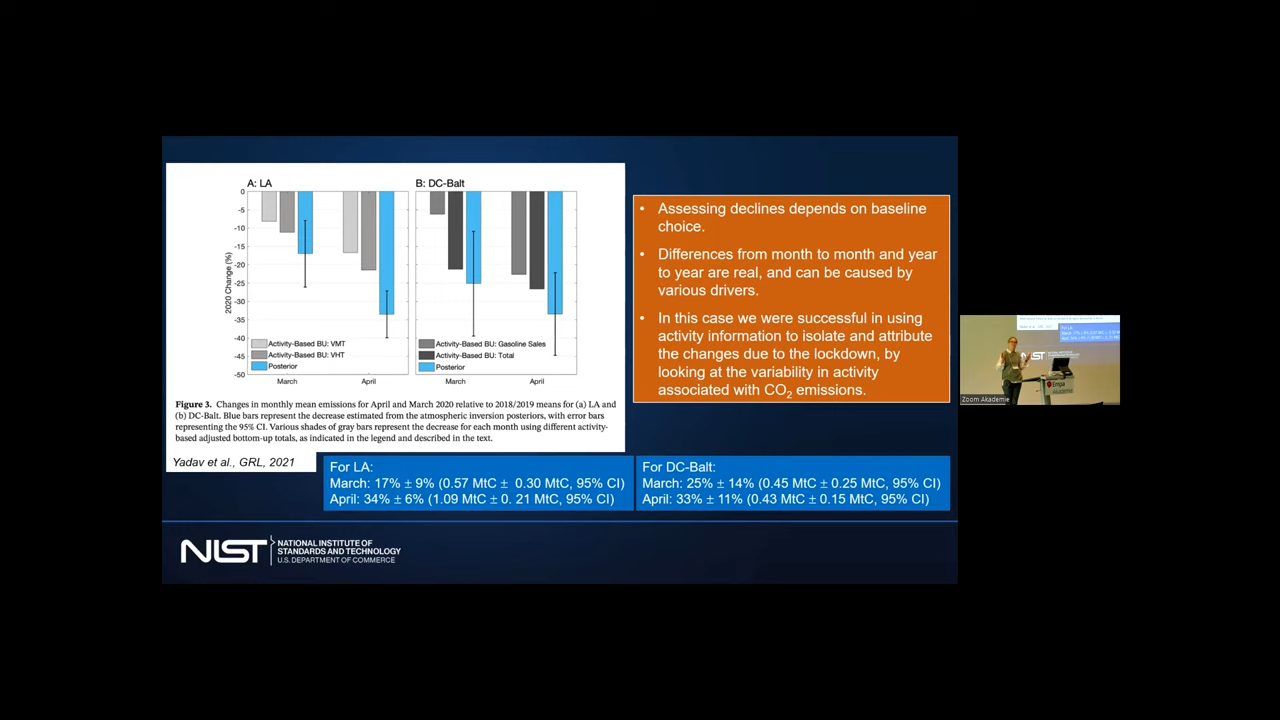 A: LA
B: DC-Balt
2020 Change (%)
0
-5
-10
-15
-20
-25
-30
-35
-40
-45
-50
Activity-Based BU: VMT
Activity-Based BU: VHT
Posterior
Activity-Based BU: Gasoline Sales
Activity-Based BU: Total
Posterior
March
April
March
April
Figure 3. Changes in monthly mean emissions for April and March 2020 relative to 2018/2019 means for (a) LA and
(b) DC-Balt. Blue bars represent the decrease estimated from the atmospheric inversion posteriors, with error bars
representing the 95% CI. Various shades of gray bars represent the decrease for each month using different activity-
based adjusted bottom-up totals, as indicated in the legend and described in the text.
Yadav et al., GRL, 2021
• Assessing declines depends on baseline
choice.
• Differences from month to month and year
to year are real, and can be caused by
various drivers.
• In this case we were successful in using
activity information to isolate and attribute
the changes due to the lockdown, by
looking at the variability in activity
associated with CO2 emissions.
For LA:
March: 17% ± 9% (0.57 MtC ± 0.30 MtC, 95% CI)
April: 34% ± 6% (1.09 MtC ± 0. 21 MtC, 95% CI)
For DC-Balt:
March: 25% ± 14% (0.45 MtC ± 0.25 MtC, 95% CI)
April: 33% ± 11% (0.43 MtC ± 0.15 MtC, 95% CI)
NIST
NATIONAL INSTITUTE OF
STANDARDS AND TECHNOLOGY
U.S. DEPARTMENT OF COMMERCE
NIST
Empa
Zoom Akademie